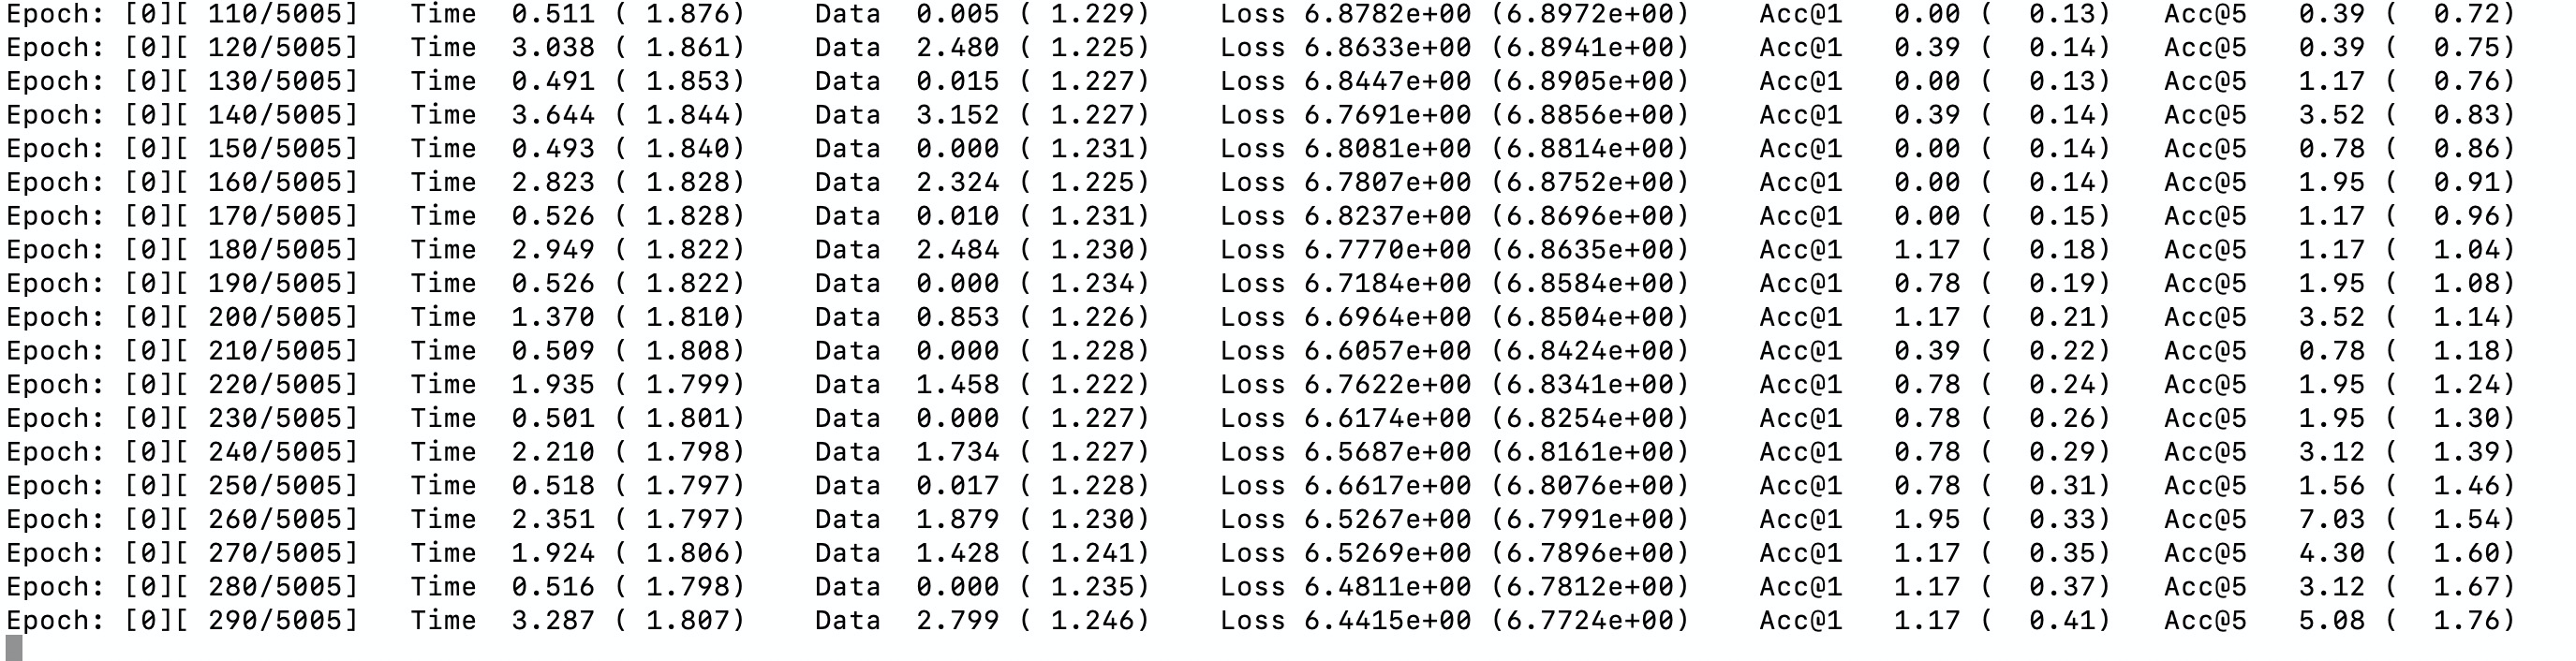 Epoch: [0][ 110/5005]   Time  0.511 ( 1.876)    Data  0.005 ( 1.229)    Loss 6.8782e+00 (6.8972e+00)    Acc@1   0.00 (  0.13)   Acc@5   0.39 (  0.72)
Epoch: [0][ 120/5005]   Time  3.038 ( 1.861)    Data  2.480 ( 1.225)    Loss 6.8633e+00 (6.8941e+00)    Acc@1   0.39 (  0.14)   Acc@5   0.39 (  0.75)
Epoch: [0][ 130/5005]   Time  0.491 ( 1.853)    Data  0.015 ( 1.227)    Loss 6.8447e+00 (6.8905e+00)    Acc@1   0.00 (  0.13)   Acc@5   1.17 (  0.76)
Epoch: [0][ 140/5005]   Time  3.644 ( 1.844)    Data  3.152 ( 1.227)    Loss 6.7691e+00 (6.8856e+00)    Acc@1   0.39 (  0.14)   Acc@5   3.52 (  0.83)
Epoch: [0][ 150/5005]   Time  0.493 ( 1.840)    Data  0.000 ( 1.231)    Loss 6.8081e+00 (6.8814e+00)    Acc@1   0.00 (  0.14)   Acc@5   0.78 (  0.86)
Epoch: [0][ 160/5005]   Time  2.823 ( 1.828)    Data  2.324 ( 1.225)    Loss 6.7807e+00 (6.8752e+00)    Acc@1   0.00 (  0.14)   Acc@5   1.95 (  0.91)
Epoch: [0][ 170/5005]   Time  0.526 ( 1.828)    Data  0.010 ( 1.231)    Loss 6.8237e+00 (6.8696e+00)    Acc@1   0.00 (  0.15)   Acc@5   1.17 (  0.96)
Epoch: [0][ 180/5005]   Time  2.949 ( 1.822)    Data  2.484 ( 1.230)    Loss 6.7770e+00 (6.8635e+00)    Acc@1   1.17 (  0.18)   Acc@5   1.17 (  1.04)
Epoch: [0][ 190/5005]   Time  0.526 ( 1.822)    Data  0.000 ( 1.234)    Loss 6.7184e+00 (6.8584e+00)    Acc@1   0.78 (  0.19)   Acc@5   1.95 (  1.08)
Epoch: [0][ 200/5005]   Time  1.370 ( 1.810)    Data  0.853 ( 1.226)    Loss 6.6964e+00 (6.8504e+00)    Acc@1   1.17 (  0.21)   Acc@5   3.52 (  1.14)
Epoch: [0][ 210/5005]   Time  0.509 ( 1.808)    Data  0.000 ( 1.228)    Loss 6.6057e+00 (6.8424e+00)    Acc@1   0.39 (  0.22)   Acc@5   0.78 (  1.18)
Epoch: [0][ 220/5005]   Time  1.935 ( 1.799)    Data  1.458 ( 1.222)    Loss 6.7622e+00 (6.8341e+00)    Acc@1   0.78 (  0.24)   Acc@5   1.95 (  1.24)
Epoch: [0][ 230/5005]   Time  0.501 ( 1.801)    Data  0.000 ( 1.227)    Loss 6.6174e+00 (6.8254e+00)    Acc@1   0.78 (  0.26)   Acc@5   1.95 (  1.30)
Epoch: [0][ 240/5005]   Time  2.210 ( 1.798)    Data  1.734 ( 1.227)    Loss 6.5687e+00 (6.8161e+00)    Acc@1   0.78 (  0.29)   Acc@5   3.12 (  1.39)
Epoch: [0][ 250/5005]   Time  0.518 ( 1.797)    Data  0.017 ( 1.228)    Loss 6.6617e+00 (6.8076e+00)    Acc@1   0.78 (  0.31)   Acc@5   1.56 (  1.46)
Epoch: [0][ 260/5005]   Time  2.351 ( 1.797)    Data  1.879 ( 1.230)    Loss 6.5267e+00 (6.7991e+00)    Acc@1   1.95 (  0.33)   Acc@5   7.03 (  1.54)
Epoch: [0][ 270/5005]   Time  1.924 ( 1.806)    Data  1.428 ( 1.241)    Loss 6.5269e+00 (6.7896e+00)    Acc@1   1.17 (  0.35)   Acc@5   4.30 (  1.60)
Epoch: [0][ 280/5005]   Time  0.516 ( 1.798)    Data  0.000 ( 1.235)    Loss 6.4811e+00 (6.7812e+00)    Acc@1   1.17 (  0.37)   Acc@5   3.12 (  1.67)
Epoch: [0][ 290/5005]   Time  3.287 ( 1.807)    Data  2.799 ( 1.246)    Loss 6.4415e+00 (6.7724e+00)    Acc@1   1.17 (  0.41)   Acc@5   5.08 (  1.76)